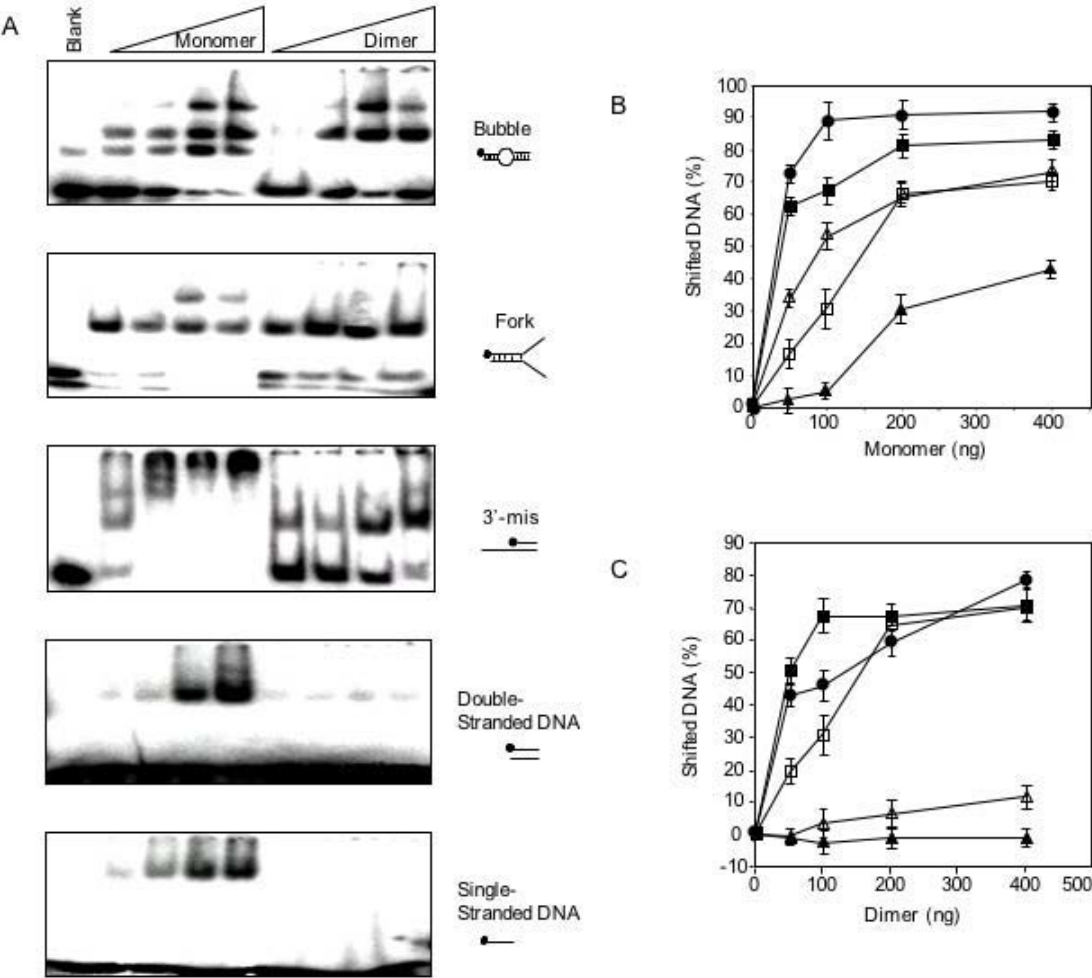 A
Blank
Monomer
Dimer
Bubble
Fork
3'-mis
Double-
Stranded DNA
Single-
Stranded DNA
B
Shifted DNA (%)
100
90
80
70
60
50
40
30
20
10
0
0 100 200 300 400
Monomer (ng)
C
Shifted DNA (%)
90
80
70
60
50
40
30
20
10
0
-10
0 100 200 300 400 500
Dimer (ng)